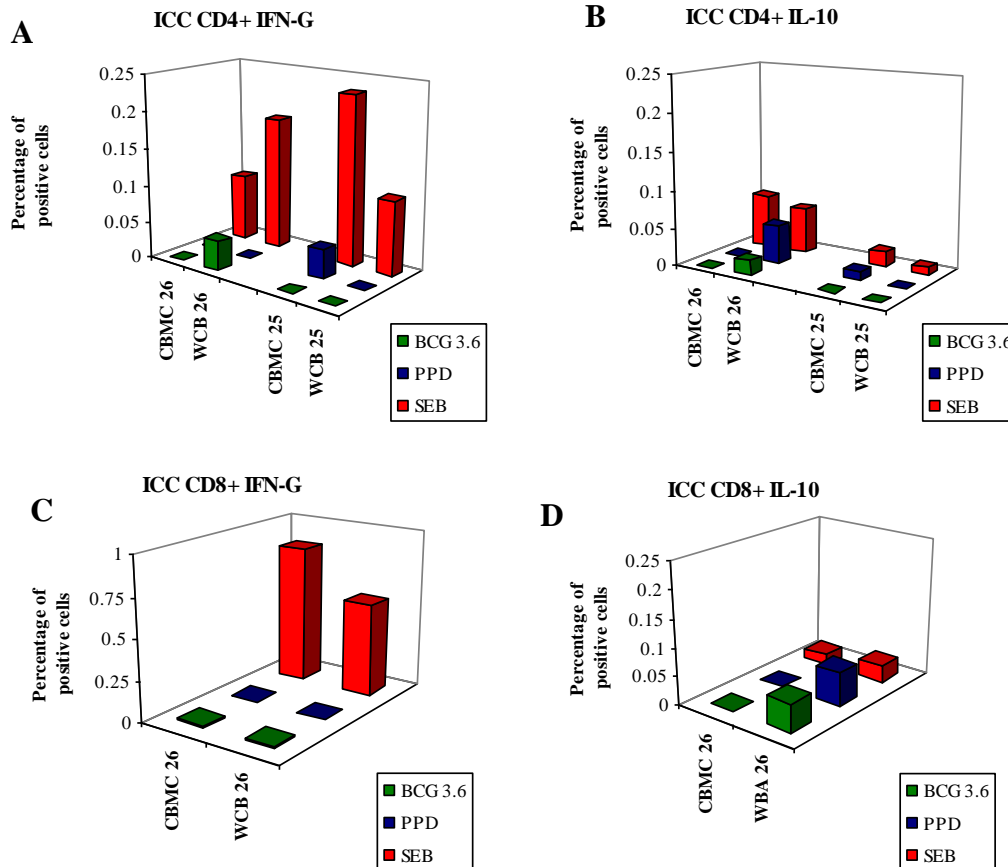 A
ICC CD4+ IFN-G
Percentage of
positive cells
0.25
0.2
0.15
0.1
0.05
0
CBMC 26
WCB 26
CBMC 25
WCB 25
BCG 3.6
PPD
SEB
B
ICC CD4+ IL-10
Percentage of
positive cells
0.25
0.2
0.15
0.1
0.05
0
CBMC 26
WCB 26
CBMC 25
WCB 25
BCG 3.6
PPD
SEB
C
ICC CD8+ IFN-G
Percentage of
positive cells
1
0.75
0.5
0.25
0
CBMC 26
WCB 26
BCG 3.6
PPD
SEB
D
ICC CD8+ IL-10
Percentage of
positive cells
0.25
0.2
0.15
0.1
0.05
0
CBMC 26
WBA 26
BCG 3.6
PPD
SEB